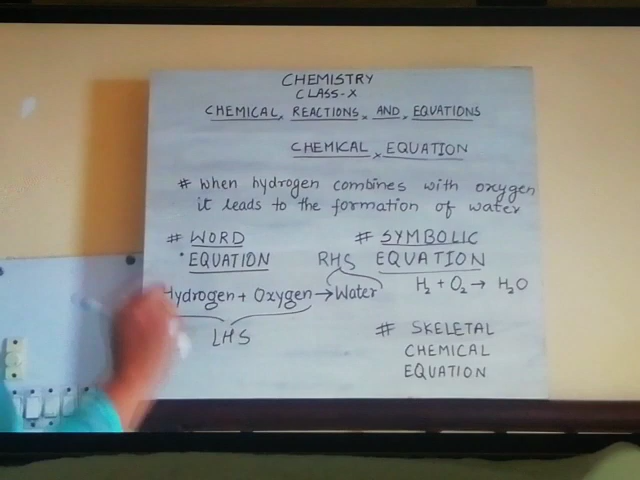 CHEMISTRY
CLASS-X
CHEMICAL REACTIONS AND EQUATIONS
CHEMICAL EQUATION
# When hydrogen combines with oxygen
it leads to the formation of water
# WORD
EQUATION
Hydrogen + Oxygen → Water
RHS
LHS
# SYMBOLIC
EQUATION
H₂ + O₂ → H₂O
# SKELETAL
CHEMICAL
EQUATION